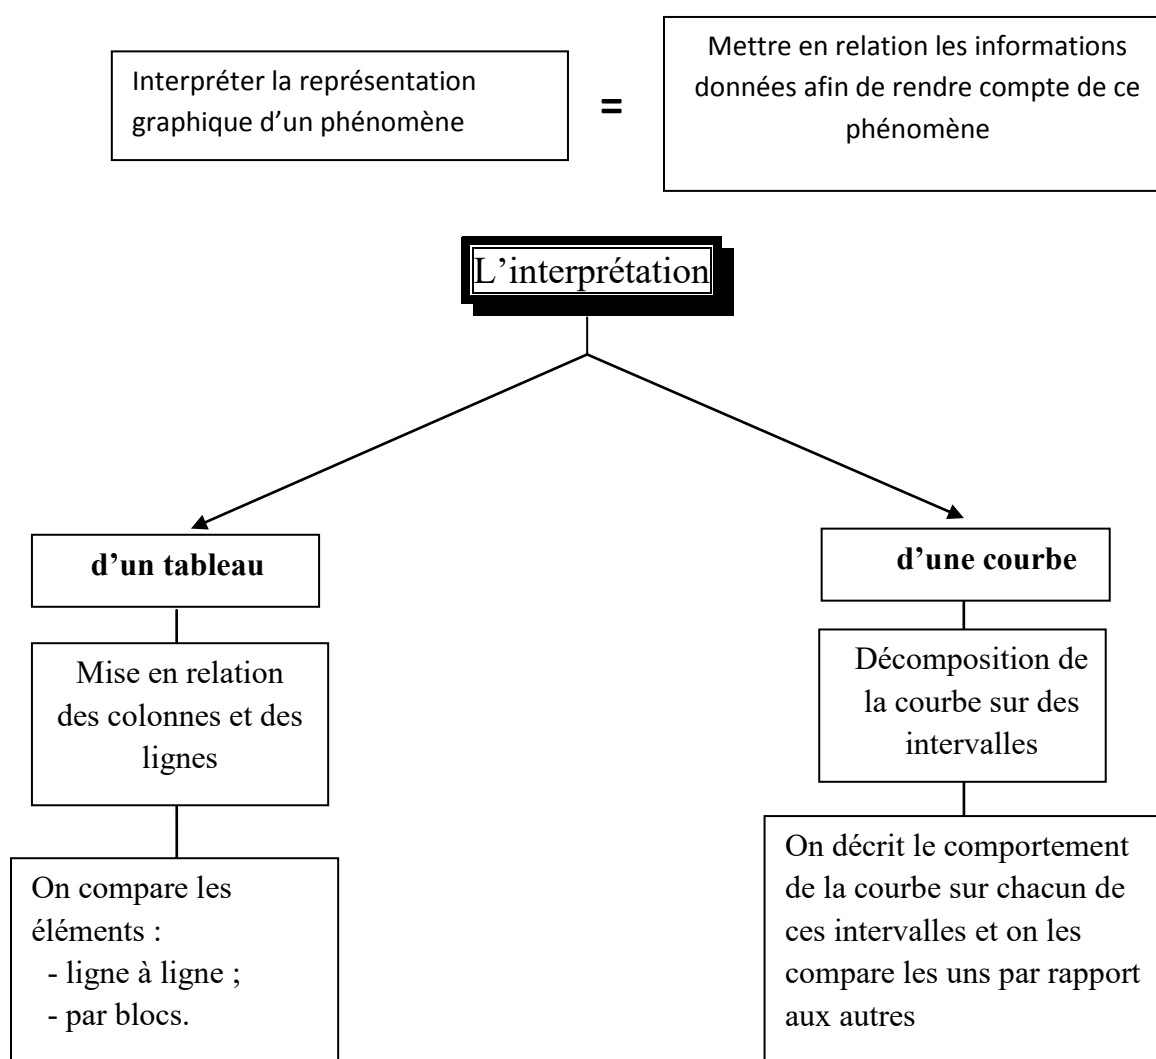 Interpréter la représentation
graphique d’un phénomène
=
Mettre en relation les informations
données afin de rendre compte de ce
phénomène
L’interprétation
d’un tableau
Mise en relation
des colonnes et des
lignes
On compare les
éléments :
- ligne à ligne ;
- par blocs.
d’une courbe
Décomposition de
la courbe sur des
intervalles
On décrit le comportement
de la courbe sur chacun de
ces intervalles et on les
compare les uns par rapport
aux autres